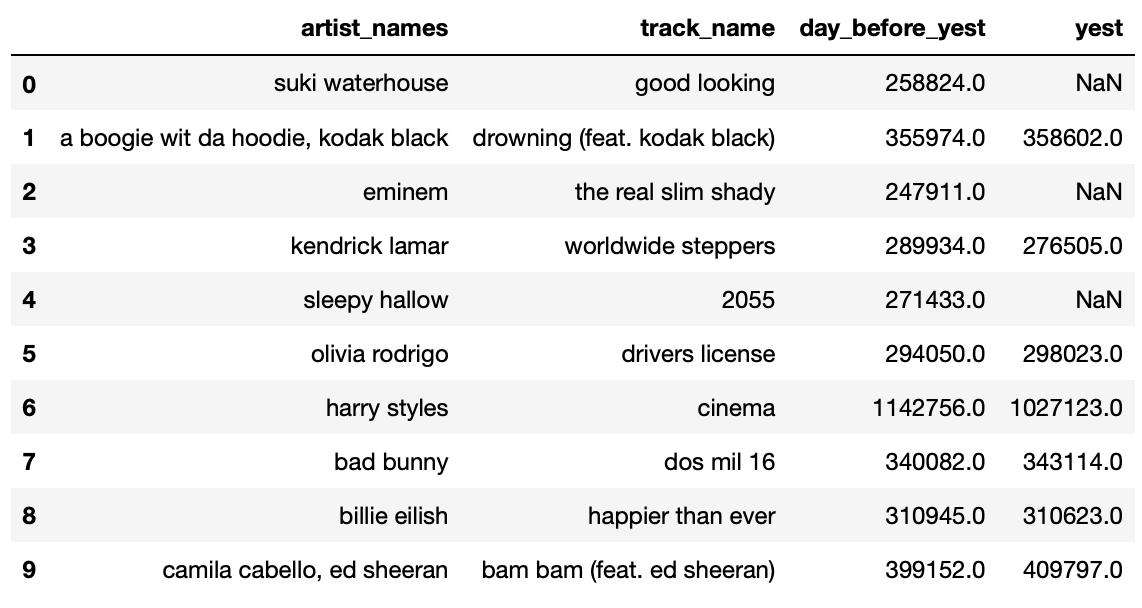 artist_names track_name day_before_yest yest
0 suki waterhouse good looking 258824.0 NaN
1 a boogie wit da hoodie, kodak black drowning (feat. kodak black) 355974.0 358602.0
2 eminem the real slim shady 247911.0 NaN
3 kendrick lamar worldwide steppers 289934.0 276505.0
4 sleepy hallow 2055 271433.0 NaN
5 olivia rodrigo drivers license 294050.0 298023.0
6 harry styles cinema 1142756.0 1027123.0
7 bad bunny dos mil 16 340082.0 343114.0
8 billie eilish happier than ever 310945.0 310623.0
9 camila cabello, ed sheeran bam bam (feat. ed sheeran) 399152.0 409797.0